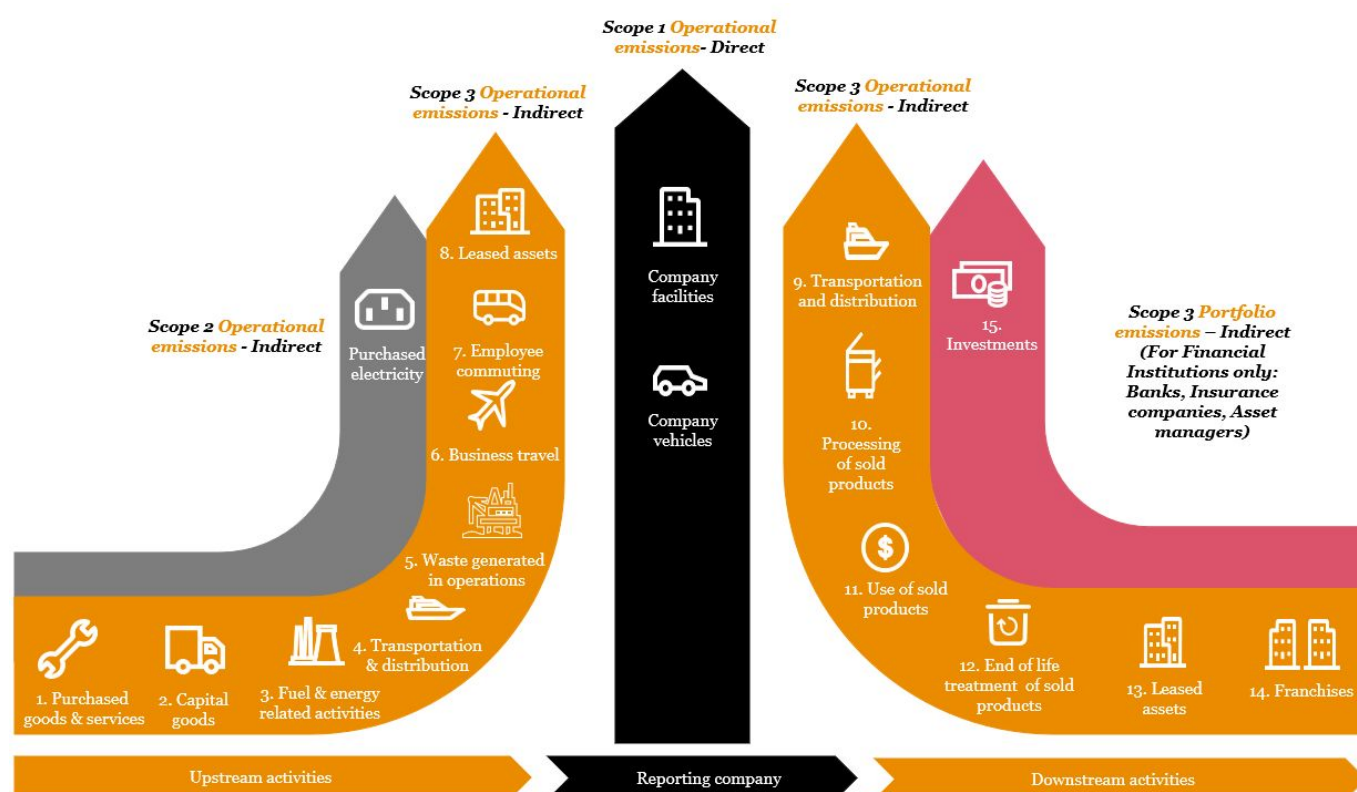 Scope 1 Operational
emissions- Direct
Scope 3 Operational
emissions - Indirect
Scope 3 Operational
emissions - Indirect
Scope 2 Operational
emissions - Indirect
Purchased
electricity
8. Leased assets
7. Employee
commuting
6. Business travel
5. Waste generated
in operations
4. Transportation
& distribution
3. Fuel & energy
related activities
2. Capital
goods
1. Purchased
goods & services
Company
facilities
Company
vehicles
9. Transportation
and distribution
10.
Processing
of sold
products
$
11. Use of sold
products
12. End of life
treatment of sold
products
13. Leased
assets
14. Franchises
15.
Investments
Scope 3 Portfolio
emissions – Indirect
(For Financial
Institutions only:
Banks, Insurance
companies, Asset
managers)
Upstream activities
Reporting company
Downstream activities